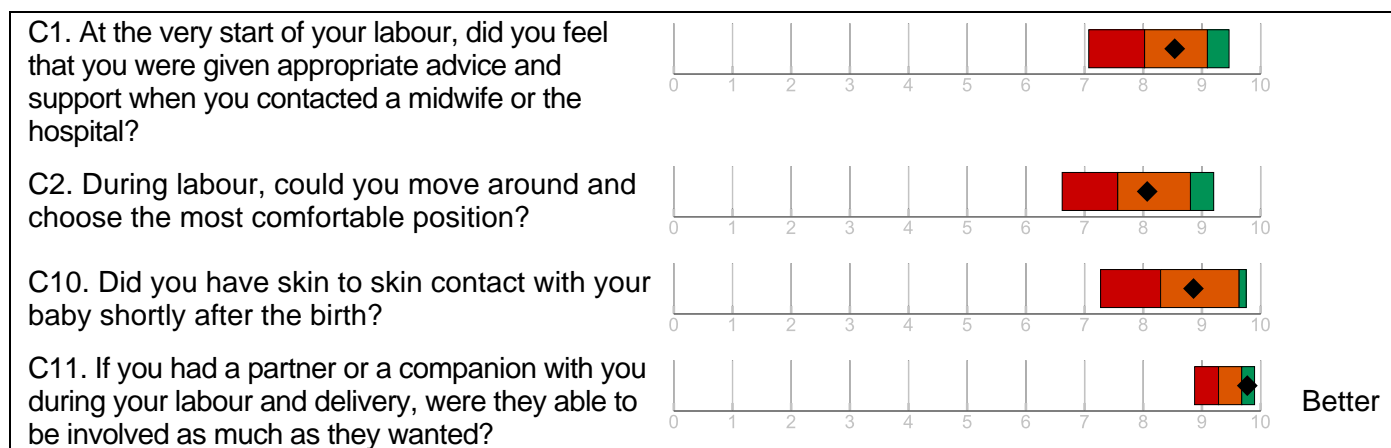 C1. At the very start of your labour, did you feel
that you were given appropriate advice and
support when you contacted a midwife or the
hospital?
0 1 2 3 4 5 6 7 8 9 10
C2. During labour, could you move around and
choose the most comfortable position?
0 1 2 3 4 5 6 7 8 9 10
C10. Did you have skin to skin contact with your
baby shortly after the birth?
0 1 2 3 4 5 6 7 8 9 10
C11. If you had a partner or a companion with you
during your labour and delivery, were they able to
be involved as much as they wanted?
0 1 2 3 4 5 6 7 8 9 10
Better